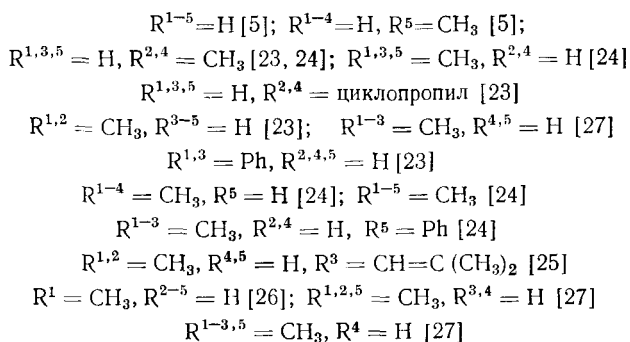 R¹⁻⁵=H [5]; R¹⁻⁴=H, R⁵=CH₃ [5];
R¹,³,⁵ = H, R²,⁴ = CH₃ [23, 24]; R¹,³,⁵ = CH₃, R²,⁴ = H [24]
R¹,³,⁵ = H, R²,⁴ = циклопропил [23]
R¹,² = CH₃, R³⁻⁵ = H [23]; R¹⁻³ = CH₃, R⁴,⁵ = H [27]
R¹,³ = Ph, R²,⁴,⁵ = H [23]
R¹⁻⁴ = CH₃, R⁵ = H [24]; R¹⁻⁵ = CH₃ [24]
R¹⁻³ = CH₃, R²,⁴ = H, R⁵ = Ph [24]
R¹,² = CH₃, R⁴,⁵ = H, R³ = CH=C (CH₃)₂ [25]
R¹ = CH₃, R²⁻⁵ = H [26]; R¹,²,⁵ = CH₃, R³,⁴ = H [27]
R¹⁻³,⁵ = CH₃, R⁴ = H [27]